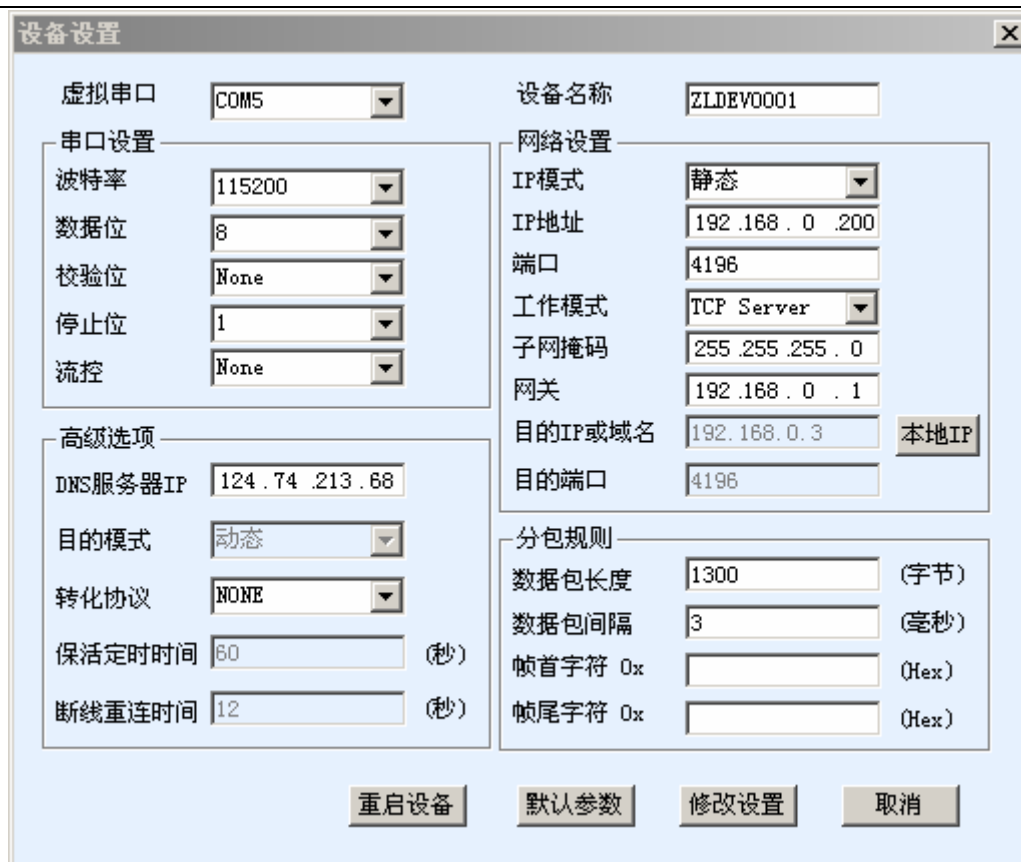 设备设置
虚拟串口 COM5
设备名称 ZLDEV0001
串口设置
波特率 115200
数据位 8
校验位 None
停止位 1
流控 None
网络设置
IP模式 静态
IP地址 192 .168 . 0 .200
端口 4196
工作模式 TCP Server
子网掩码 255 .255 .255 . 0
网关 192 .168 . 0 . 1
目的IP或域名 192.168.0.3 本地IP
目的端口 4196
高级选项
DNS服务器IP 124 . 74 .213 . 68
目的模式 动态
转化协议 NONE
保活定时时间 60 (秒)
断线重连时间 12 (秒)
分包规则
数据包长度 1300 (字节)
数据包间隔 3 (毫秒)
帧首字符 0x (Hex)
帧尾字符 0x (Hex)
重启设备 默认参数 修改设置 取消